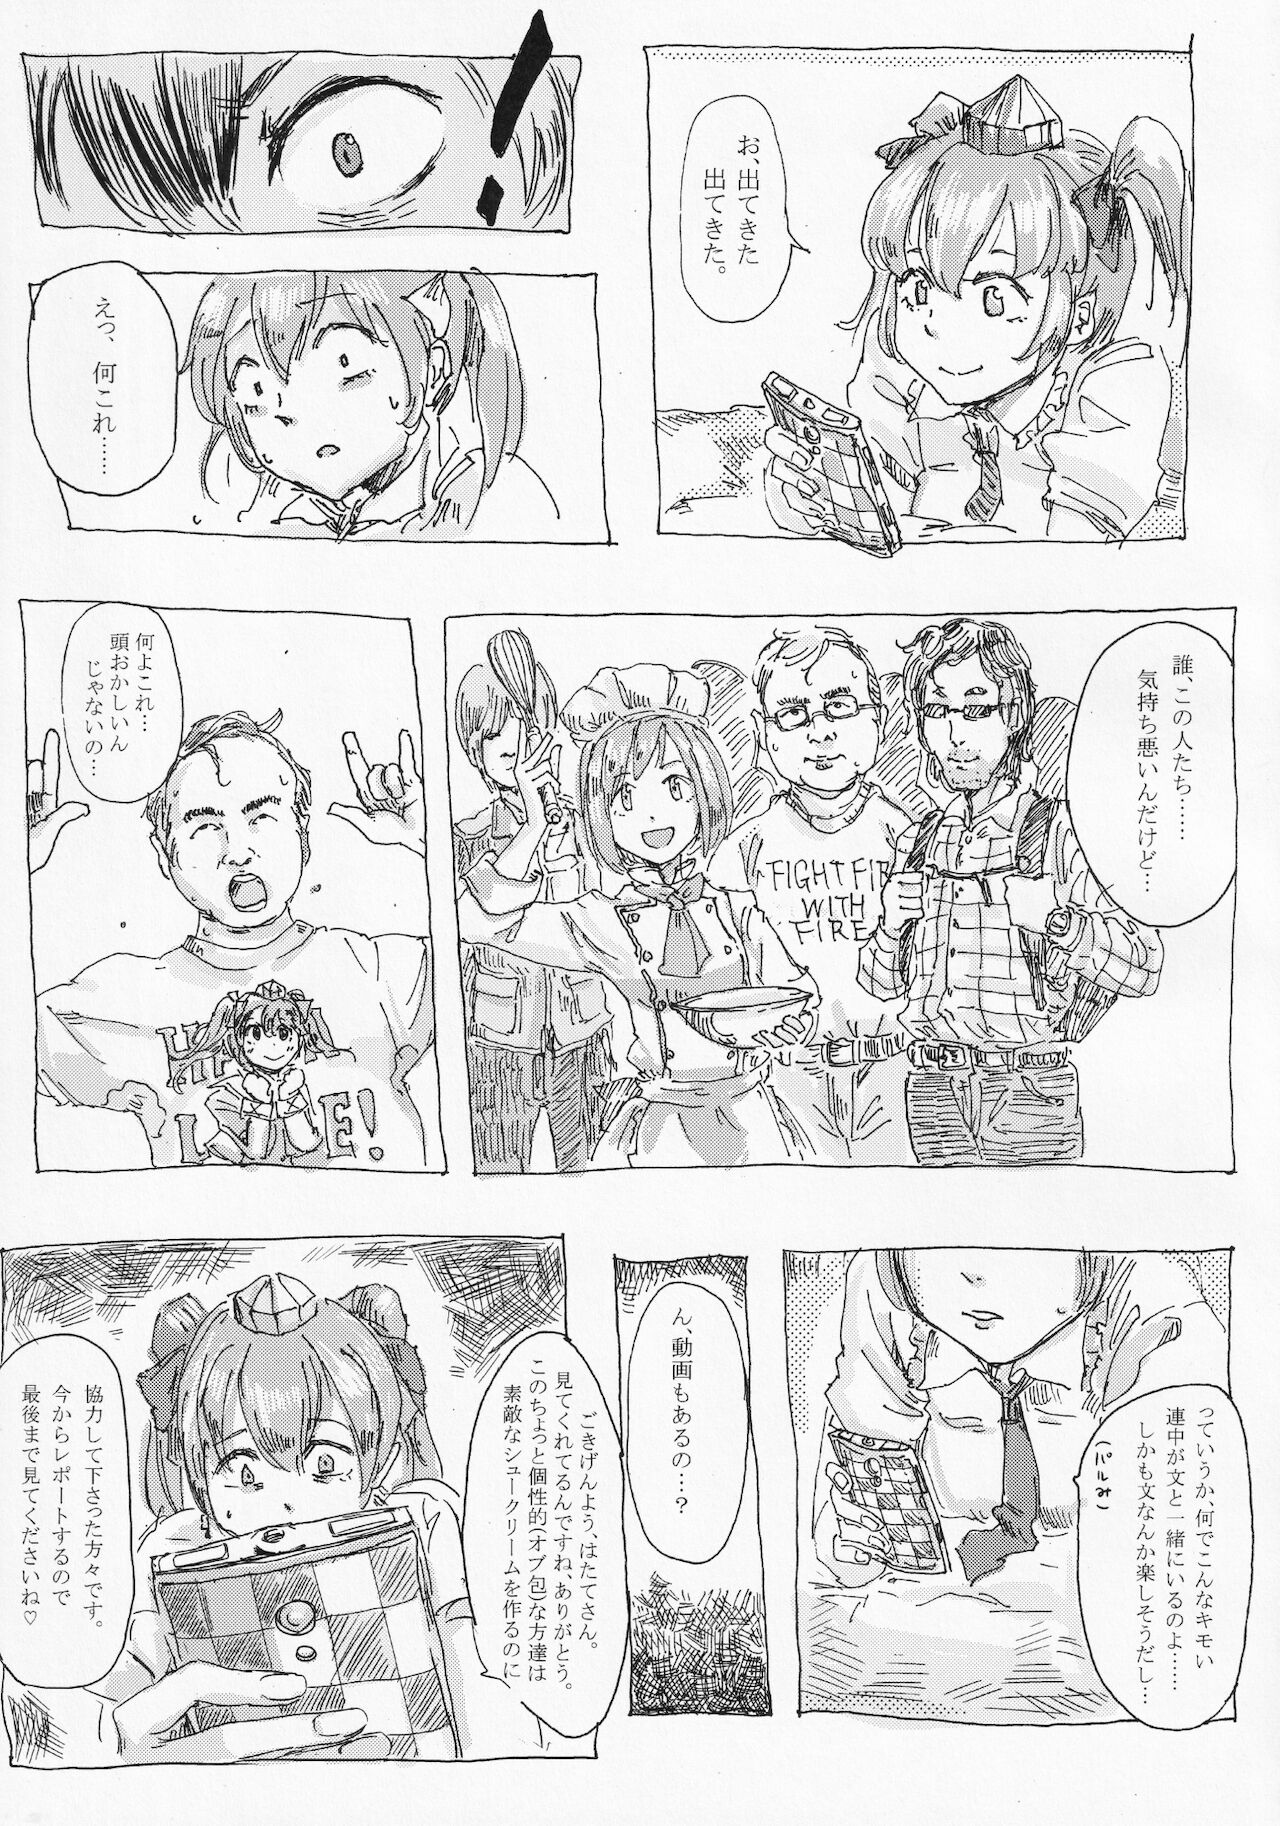 お、出てきた
出てきた。
えっ、何これ……
誰、この人たち……
気持ち悪いんだけど…
FIGHT FI
WITH
FIRE
何よこれ…
頭おかしいん
じゃないの…
っていうか、何でこんなキモい
連中が文と一緒にいるのよ……
しかも文なんか楽しそうだし…
(パルみ)
ん、動画もあるの…?
ごきげんよう、はたてさん。
見てくれてるんですね、ありがとう。
このちょっと個性的(オブ包)な方達は
素敵なシュークリームを作るのに
協力して下さった方々です。
今からレポートするので
最後まで見てくださいね♡